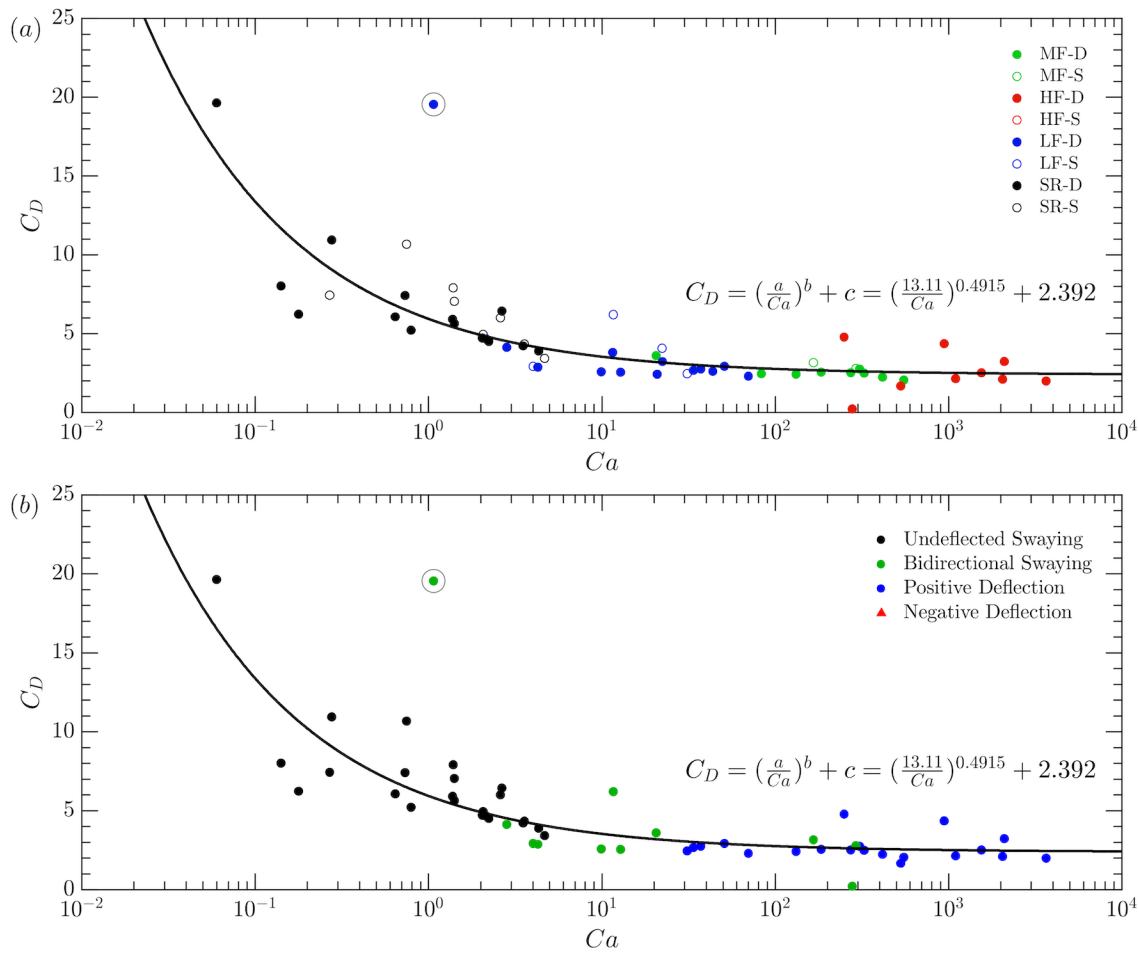 (a)
25
20
15
10
5
0
C_D
MF-D
MF-S
HF-D
HF-S
LF-D
LF-S
SR-D
SR-S
C_D = (a/Ca)^b + c = (13.11/Ca)^0.4915 + 2.392
10^−2 10^−1 10^0 10^1 10^2 10^3 10^4
Ca
(b)
25
20
15
10
5
0
C_D
Undeflected Swaying
Bidirectional Swaying
Positive Deflection
Negative Deflection
C_D = (a/Ca)^b + c = (13.11/Ca)^0.4915 + 2.392
10^−2 10^−1 10^0 10^1 10^2 10^3 10^4
Ca